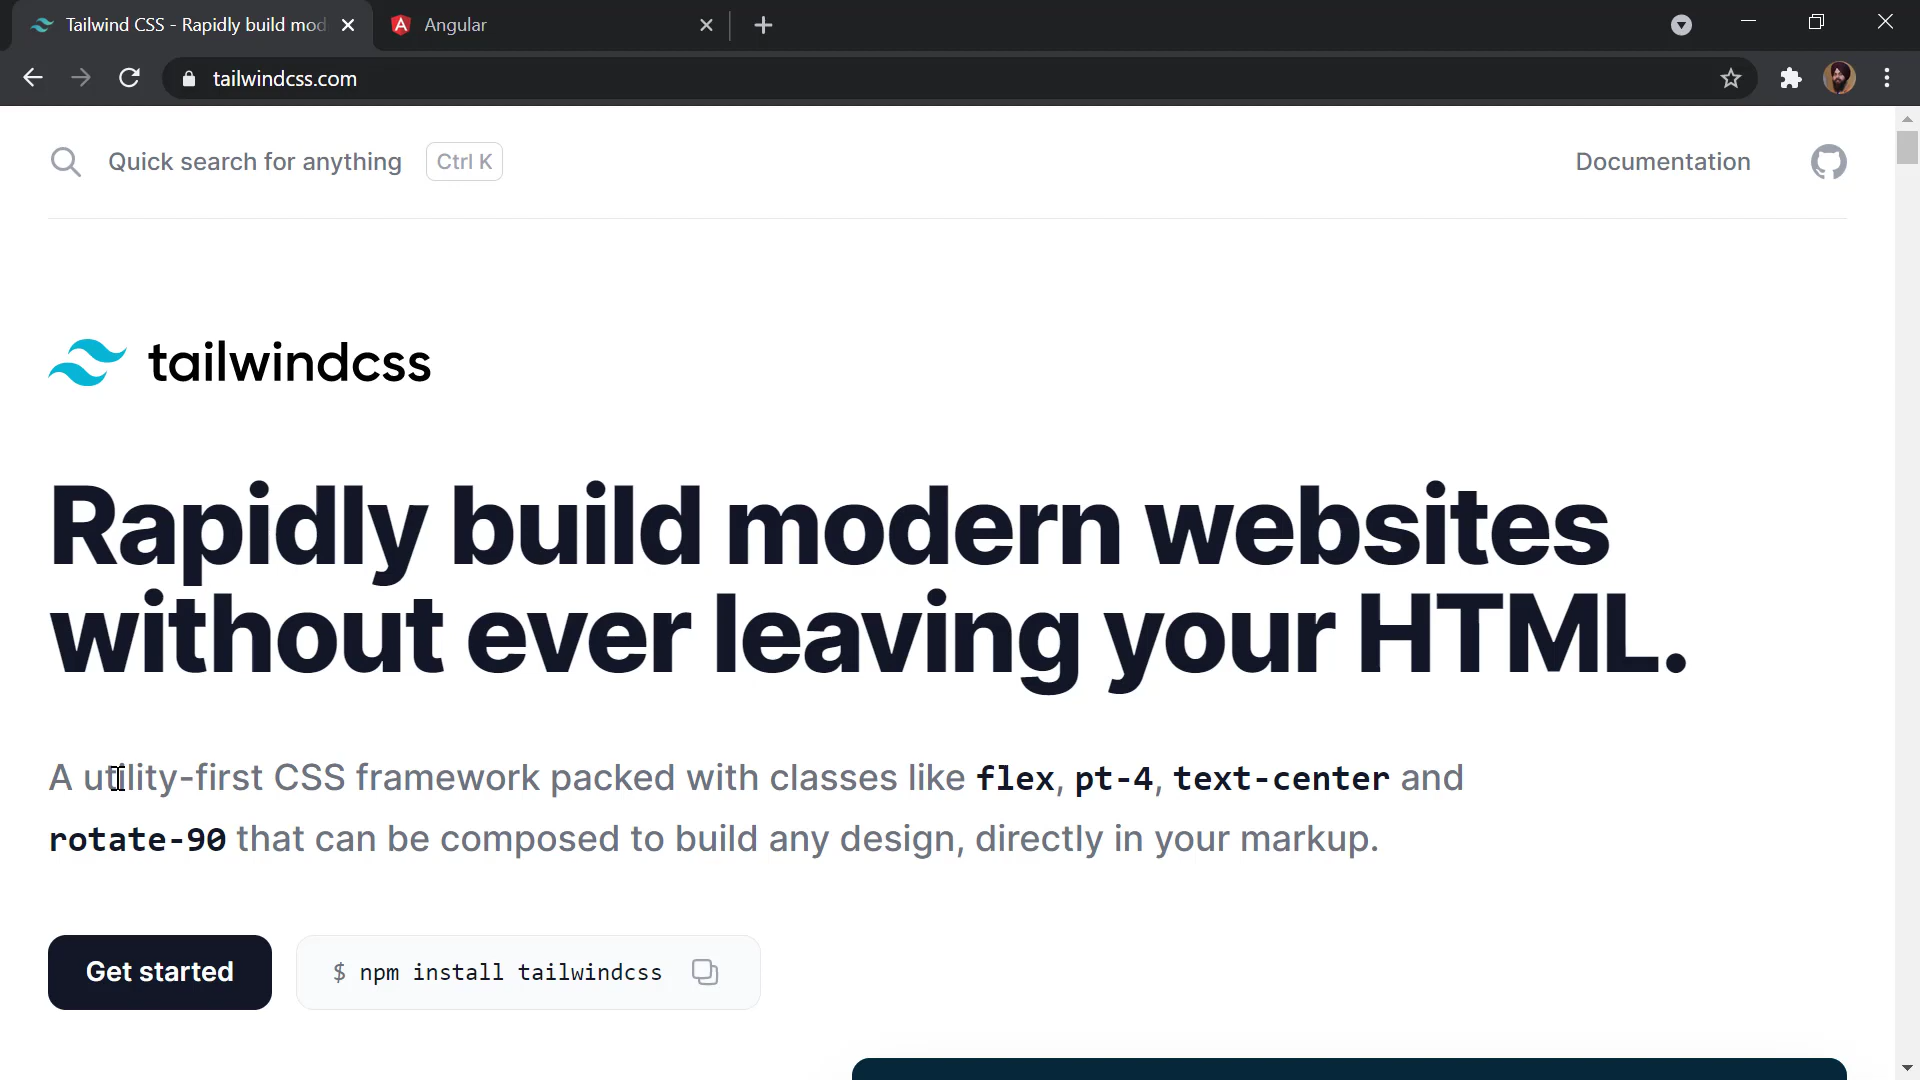 Tailwind CSS - Rapidly build mod
Angular
tailwindcss.com
Quick search for anything Ctrl K
Documentation
tailwindcss
Rapidly build modern websites
without ever leaving your HTML.
A utility-first CSS framework packed with classes like flex, pt-4, text-center and
rotate-90 that can be composed to build any design, directly in your markup.
Get started
$ npm install tailwindcss